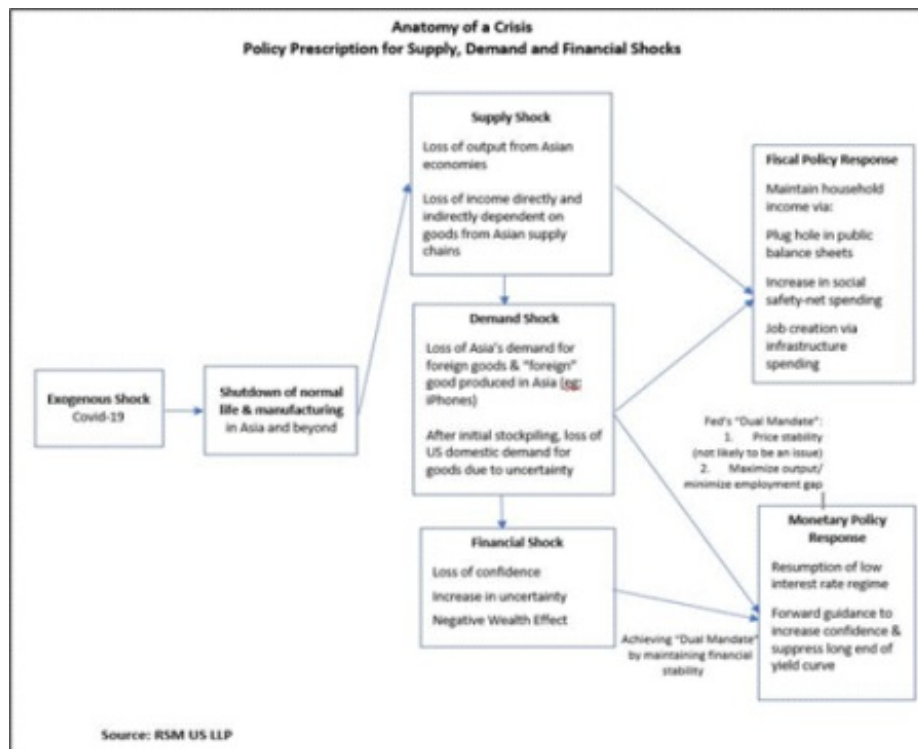 Anatomy of a Crisis
Policy Prescription for Supply, Demand and Financial Shocks
Exogenous Shock
Covid-19
Shutdown of normal
life & manufacturing
in Asia and beyond
Supply Shock
Loss of output from Asian
economies
Loss of income directly and
indirectly dependent on
goods from Asian supply
chains
Demand Shock
Loss of Asia's demand for
foreign goods & "foreign"
good produced in Asia (eg:
iPhones)
After initial stockpiling, loss of
US domestic demand for
goods due to uncertainty
Financial Shock
Loss of confidence
Increase in uncertainty
Negative Wealth Effect
Fiscal Policy Response
Maintain household
income via:
Plug hole in public
balance sheets
Increase in social
safety-net spending
Job creation via
infrastructure
spending
Fed's "Dual Mandate":
1. Price stability
(not likely to be an issue)
2. Maximize output/
minimize employment gap
Monetary Policy
Response
Resumption of low
interest rate regime
Forward guidance to
increase confidence &
suppress long end of
yield curve
Achieving "Dual Mandate"
by maintaining financial
stability
Source: RSM US LLP